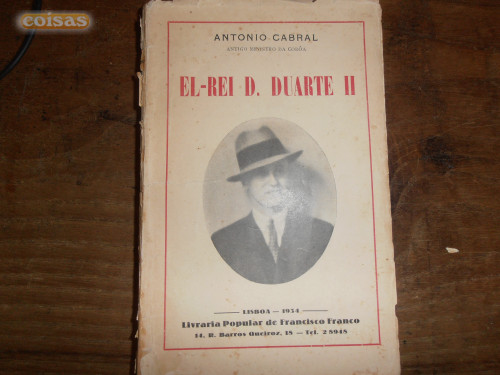 coisas
ANTONIO CABRAL
ANTIGO MINISTRO DA COROA
EL-REI D. DUARTE II
LISBOA — 1934
Livraria Popular de Francisco Franco
14, R. Barros Queiroz, 18 — Tel. 2 8948